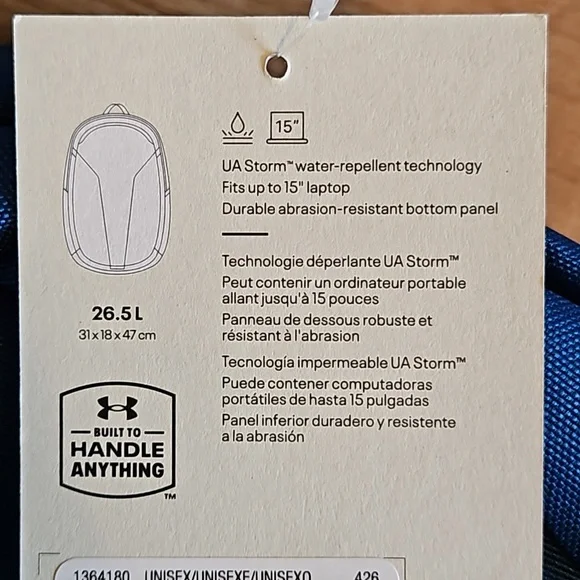 15"
UA Storm™ water-repellent technology
Fits up to 15" laptop
Durable abrasion-resistant bottom panel
Technologie déperlante UA Storm™
Peut contenir un ordinateur portable
allant jusqu'à 15 pouces
Panneau de dessous robuste et
résistant à l'abrasion
Tecnología impermeable UA Storm™
Puede contener computadoras
portátiles de hasta 15 pulgadas
Panel inferior duradero y resistente
a la abrasión
26.5 L
31 x 18 x 47 cm
BUILT TO
HANDLE
ANYTHING
™
1364180 UNISEX/UNISEXE/UNISEXO 426